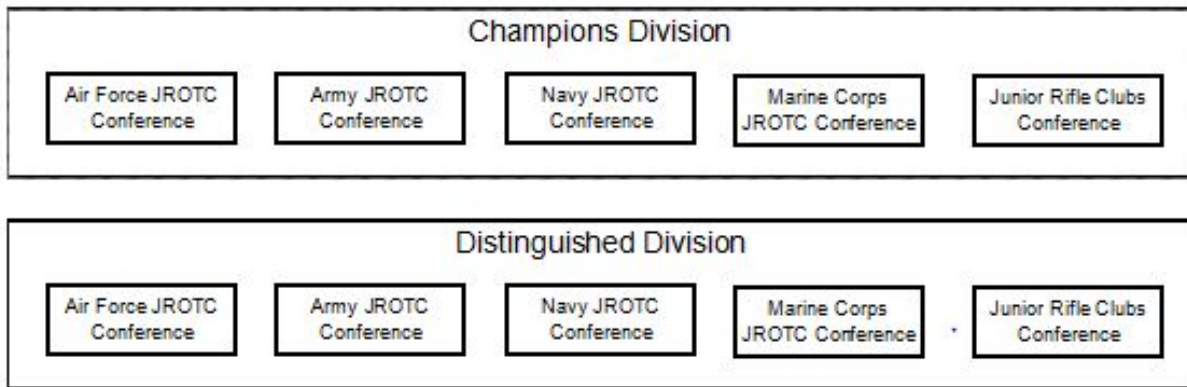 Champions Division
Air Force JROTC
Conference
Army JROTC
Conference
Navy JROTC
Conference
Marine Corps
JROTC Conference
Junior Rifle Clubs
Conference
Distinguished Division
Air Force JROTC
Conference
Army JROTC
Conference
Navy JROTC
Conference
Marine Corps
JROTC Conference
Junior Rifle Clubs
Conference